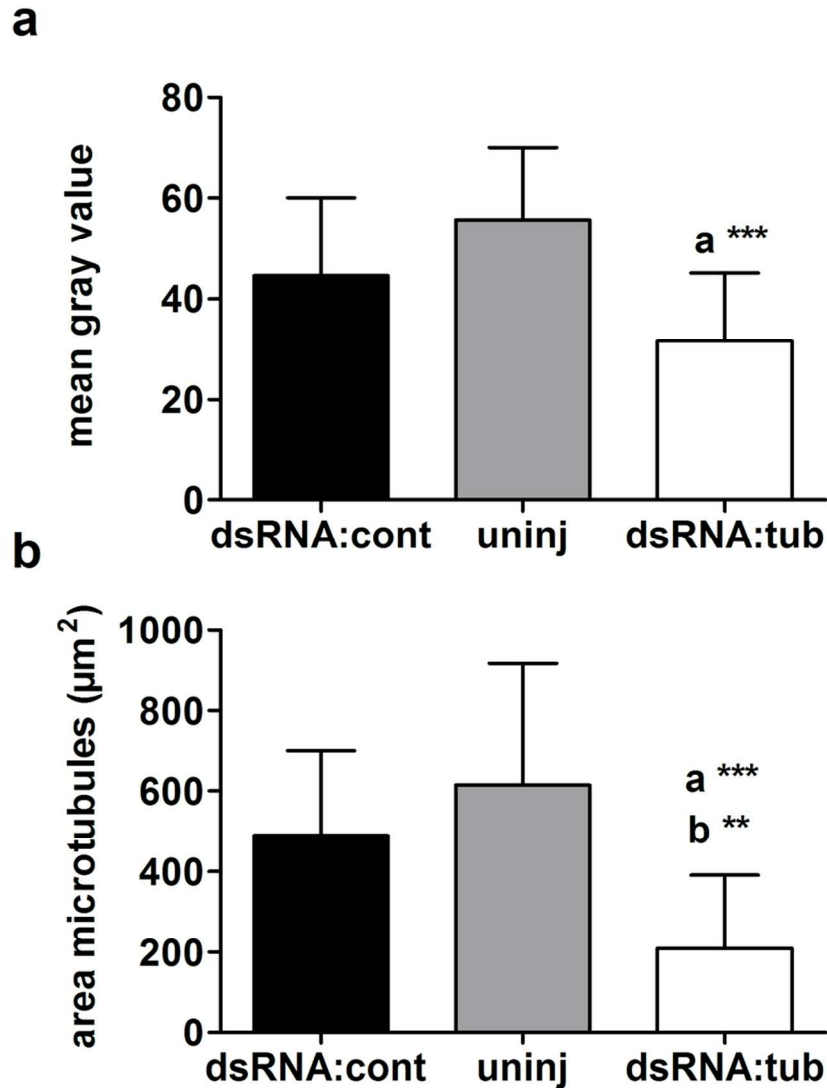 a
mean gray value
80
60
40
20
0
a ***
dsRNA:cont uninj dsRNA:tub
b
area microtubules (µm²)
1000
800
600
400
200
0
a ***
b **
dsRNA:cont uninj dsRNA:tub